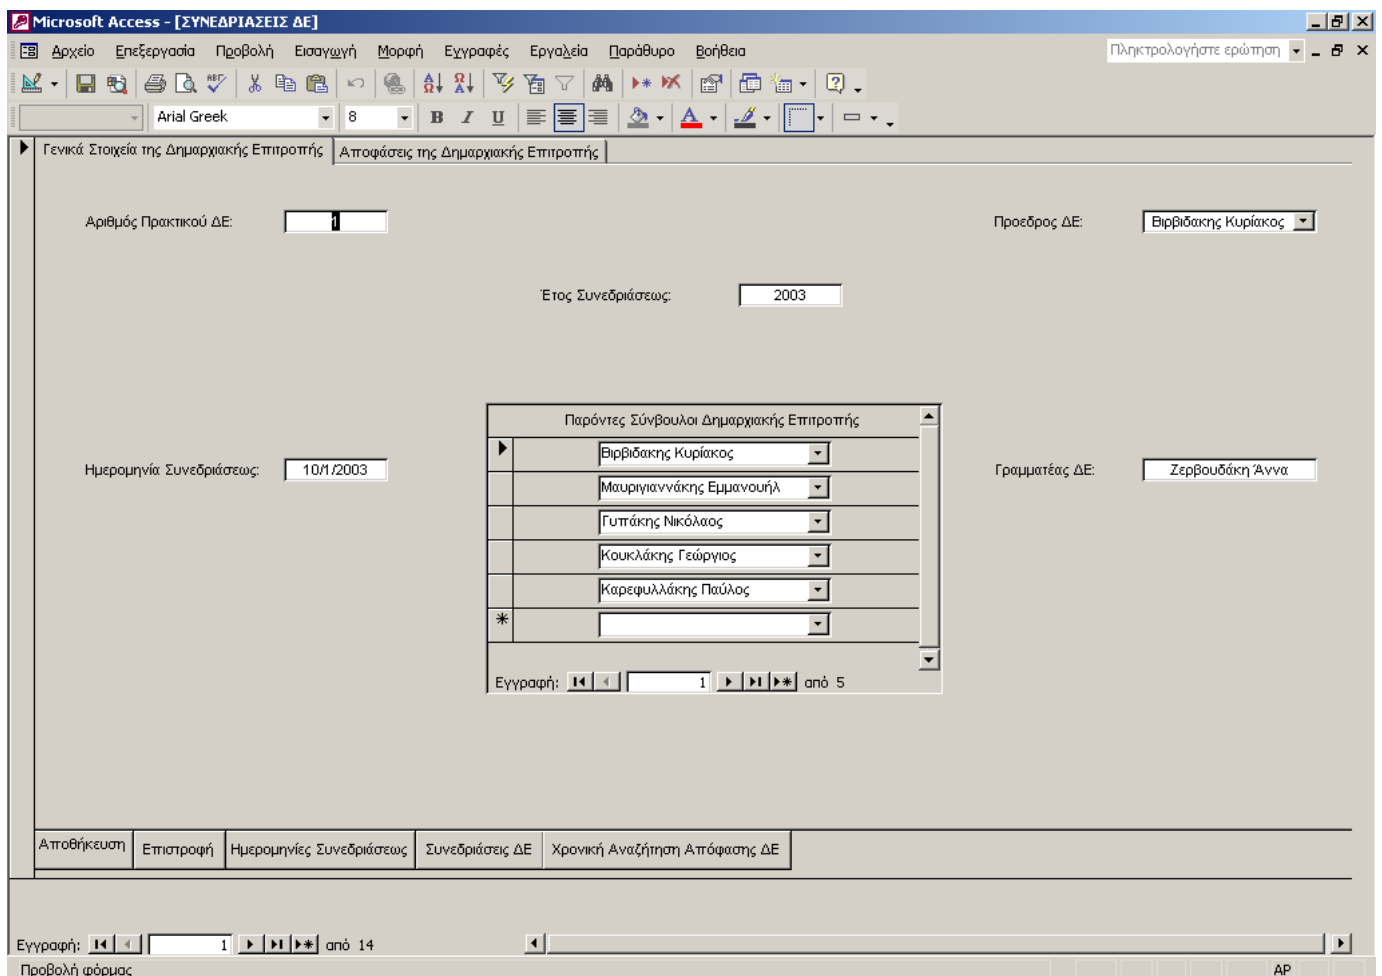 Microsoft Access - [ΣΥΝΕΔΡΙΑΣΕΙΣ ΔΕ]
Αρχείο Επεξεργασία Προβολή Εισαγωγή Μορφή Εγγραφές Εργαλεία Παράθυρο Βοήθεια Πληκτρολογήστε ερώτηση
Arial Greek 8 B I U
Γενικά Στοιχεία της Δημαρχιακής Επιτροπής Αποφάσεις της Δημαρχιακής Επιτροπής
Αριθμός Πρακτικού ΔΕ: 1 Προεδρος ΔΕ: Βιρβιδακης Κυρίακος
Έτος Συνεδριάσεως: 2003
Παρόντες Σύνβουλοι Δημαρχιακής Επιτροπής
Βιρβιδακης Κυρίακος
Ημερομηνία Συνεδριάσεως: 10/1/2003 Γραμματέας ΔΕ: Ζερβουδάκη Άννα
Μαυριγιαννάκης Εμμανουήλ
Γυπάκης Νικόλαος
Κουκλάκης Γεώργιος
Καρεφυλλάκης Παύλος
Εγγραφή: 1 από 5
Αποθήκευση Επιστροφή Ημερομηνίες Συνεδριάσεως Συνεδριάσεις ΔΕ Χρονική Αναζήτηση Απόφασης ΔΕ
Εγγραφή: 1 από 14
Προβολή φόρμας AP